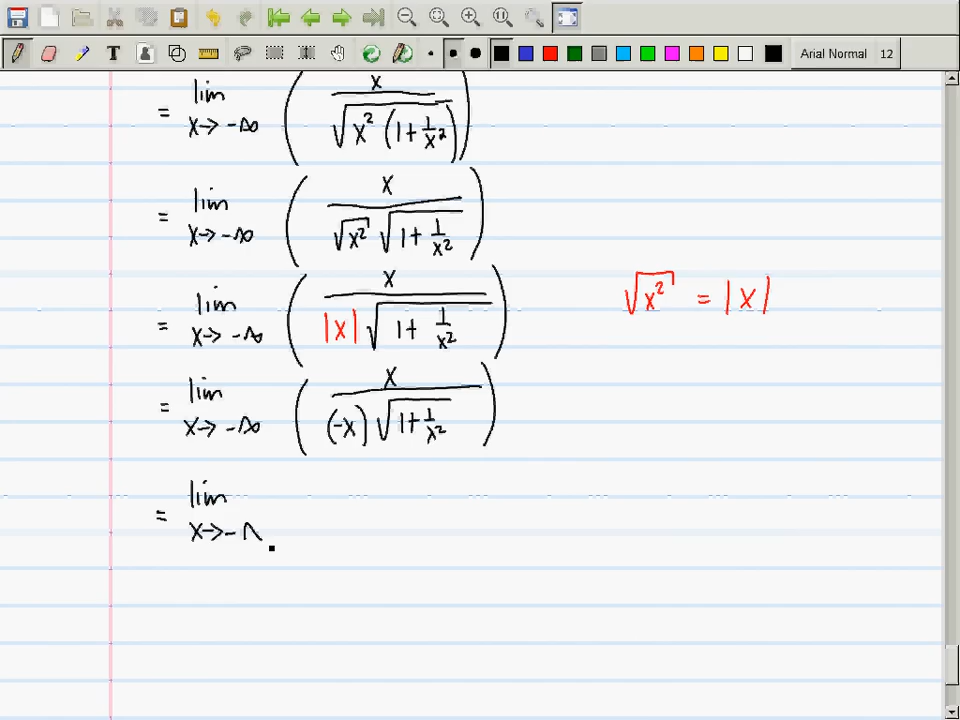 T
Arial Normal 12
= lim x→-∞ ( x / √x² (1 + 1/x²) )
= lim x→-∞ ( x / √x² √1 + 1/x² )
= lim x→-∞ ( x / |x| √1 + 1/x² )
√x² = |x|
= lim x→-∞ ( x / (-x) √1 + 1/x² )
= lim x→-